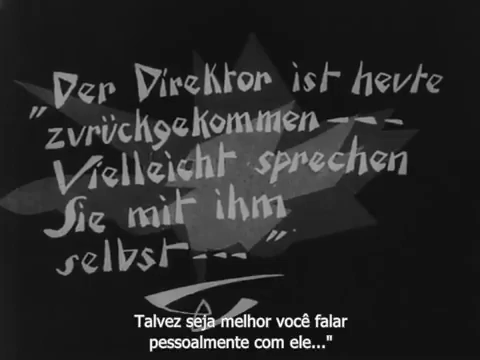 „Der Direktor ist heute
zurückgekommen---
Vielleicht sprechen
Sie mit ihm
selbst---"
Talvez seja melhor você falar
pessoalmente com ele..."